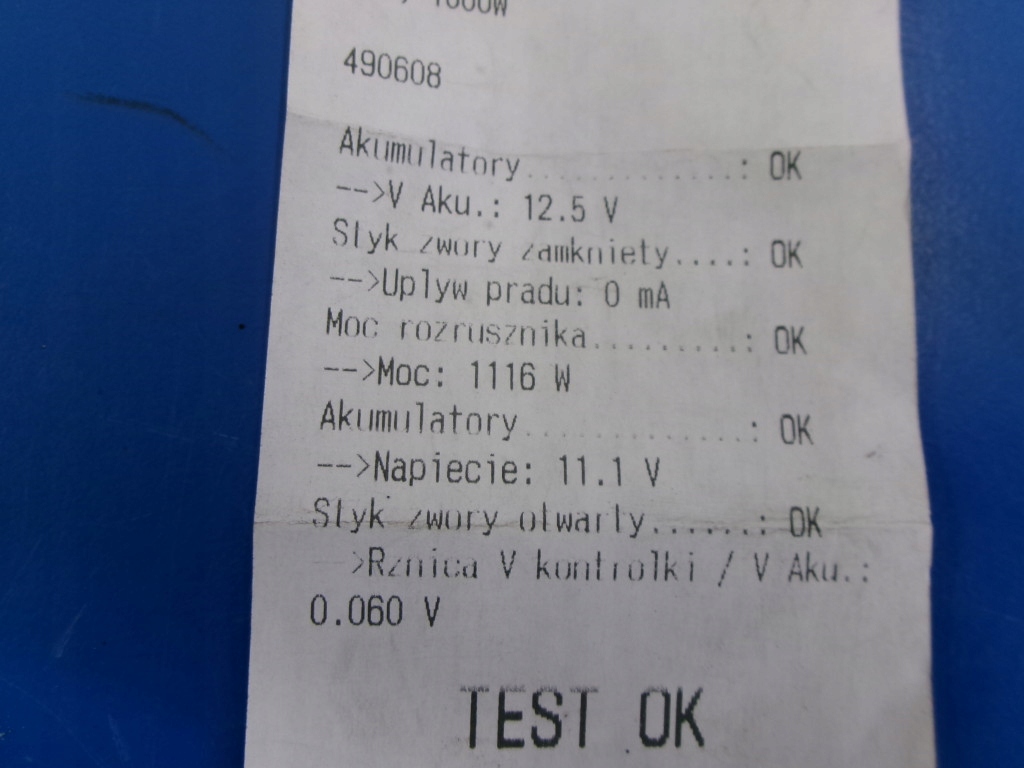 490608
Akumulatory.............: OK
-->V Aku.: 12.5 V
Styk zwory zamkniety....: OK
-->Uplyw pradu: 0 mA
Moc rozrusznika.........: OK
-->Moc: 1116 W
Akumulatory.............: OK
-->Napiecie: 11.1 V
Styk zwory otwarty......: OK
-->Rznica V kontrolki / V Aku.:
0.060 V
TEST OK